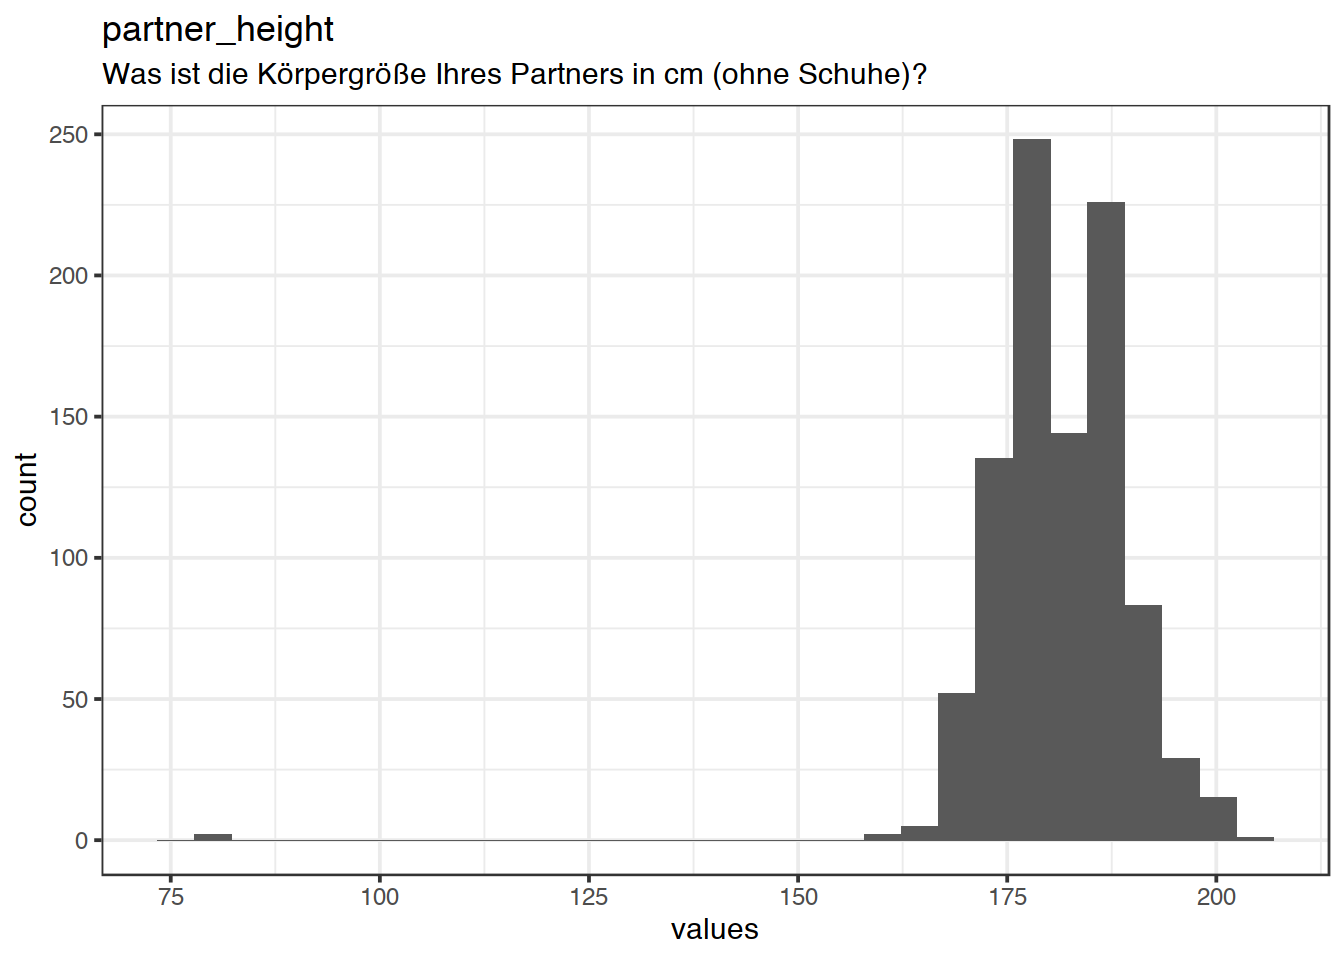 partner_height
Was ist die Körpergröße Ihres Partners in cm (ohne Schuhe)?
250
200
150
100
50
0
count
75 100 125 150 175 200
values